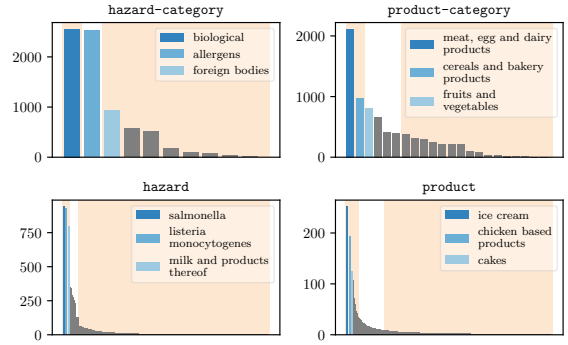 hazard-category
product-category
2000
1000
0
biological
allergens
foreign bodies
2000
1000
0
meat, egg and dairy
products
cereals and bakery
products
fruits and
vegetables
hazard
product
750
500
250
0
salmonella
listeria
monocytogenes
milk and products
thereof
200
100
0
ice cream
chicken based
products
cakes